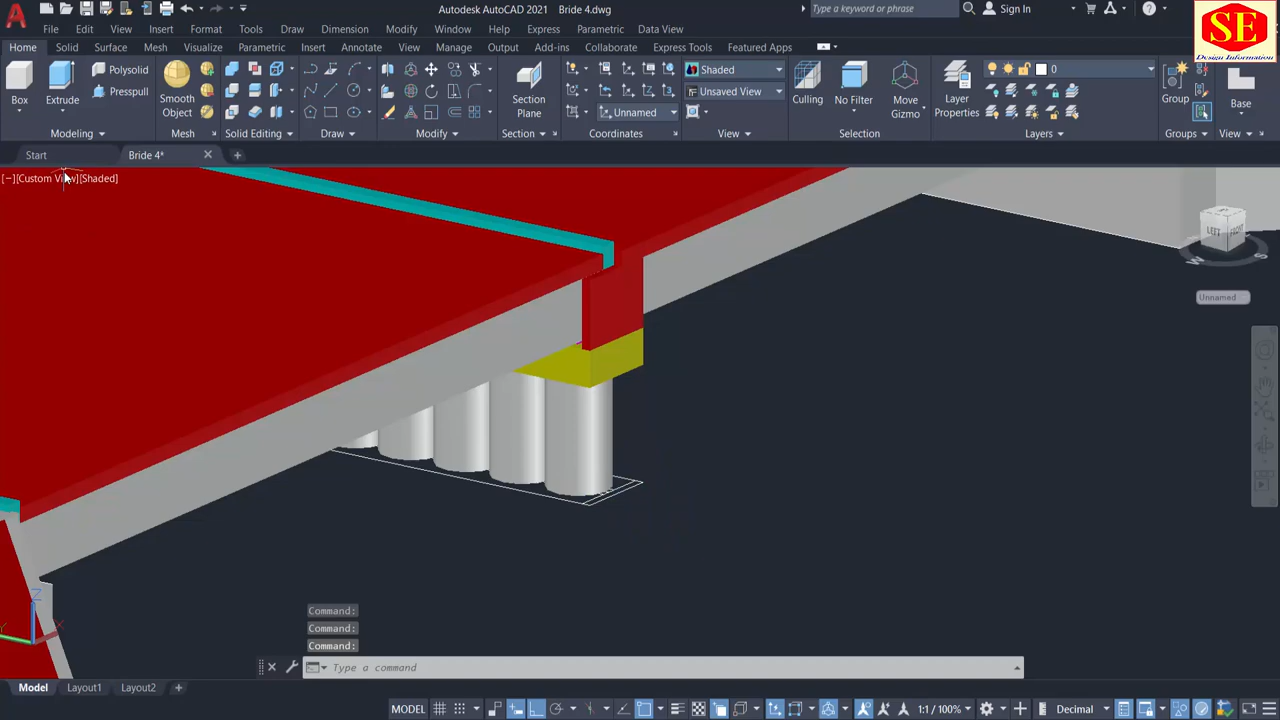 Autodesk AutoCAD 2021 Bride 4.dwg
Type a keyword or phrase
Sign In
SE
Design Information
File Edit View Insert Format Tools Draw Dimension Modify Window Help Express Parametric Data View
Home Solid Surface Mesh Visualize Parametric Insert Annotate View Manage Output Add-ins Collaborate Express Tools Featured Apps
Polysolid
Presspull
Box
Extrude
Smooth
Object
Section
Plane
Unnamed
Shaded
Unsaved View
Culling
No Filter
Move
Gizmo
Layer
Properties
0
Group
Base
Modeling Mesh Solid Editing Draw Modify Section Coordinates View Selection Layers Groups View
Start
Bride 4*
[−][Custom View][Shaded]
LEFT
FRONT
W
S
Unnamed
Z
X
Y
Command:
Command:
Command:
Type a command
Model Layout1 Layout2
MODEL
1:1 / 100%
Decimal